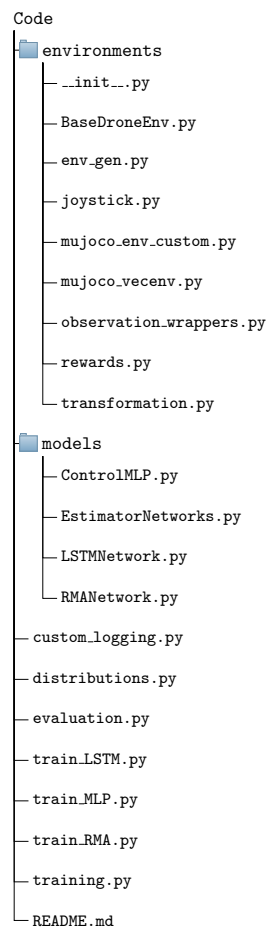 Code
environments
__init__.py
BaseDroneEnv.py
env_gen.py
joystick.py
mujoco_env_custom.py
mujoco_vecenv.py
observation_wrappers.py
rewards.py
transformation.py
models
ControlMLP.py
EstimatorNetworks.py
LSTMNetwork.py
RMANetwork.py
custom_logging.py
distributions.py
evaluation.py
train_LSTM.py
train_MLP.py
train_RMA.py
training.py
README.md